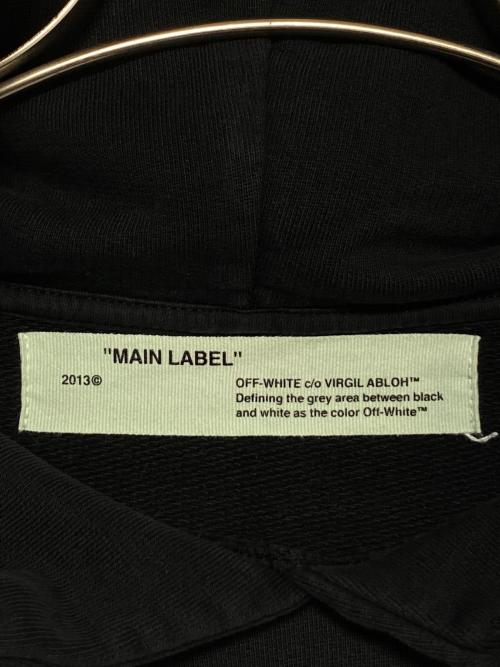 "MAIN LABEL"
2013©
OFF-WHITE c/o VIRGIL ABLOH™
Defining the grey area between black
and white as the color Off-White™